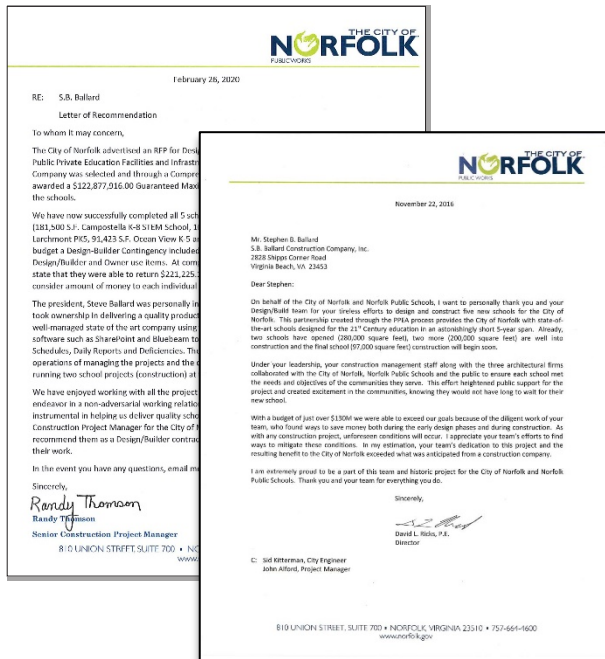 THE CITY OF
NORFOLK
PUBLIC WORKS
February 26, 2020
RE: S.B. Ballard
Letter of Recommendation
To whom it may concern,
The City of Norfolk advertised an RFP for Desi
Public Private Education Facilities and Infrastr
Company was selected and through a Compre
awarded a $122,877,916.00 Guaranteed Maxi
the schools.
We have now successfully completed all 5 sch
(181,500 S.F. Campostella K-8 STEM School, 1
Larchmont PK5, 91,423 S.F. Ocean View K-5 a
budget a Design-Builder Contingency included
Design/Builder and Owner use items. At comp
state that they were able to return $221,225.
consider amount of money to each individual
The president, Steve Ballard was personally in
took ownership in delivering a quality product
well-managed state of the art company using
software such as SharePoint and Bluebeam to
Schedules, Daily Reports and Deficiencies. The
operations of managing the projects and the c
running two school projects (construction) at
We have enjoyed working with all the project
endeavor in a non-adversarial working relatio
instrumental in helping us deliver quality scho
Construction Project Manager for the City of N
recommend them as a Design/Builder contrac
their work.
In the event you have any questions, email me
Sincerely,
Randy Thomson
Randy Thomson
Senior Construction Project Manager
810 UNION STREET, SUITE 700 • NO
www.
THE CITY OF
NORFOLK
PUBLIC WORKS
November 22, 2016
Mr. Stephen B. Ballard
S.B. Ballard Construction Company, Inc.
2828 Shipps Corner Road
Virginia Beach, VA 23453
Dear Stephen:
On behalf of the City of Norfolk and Norfolk Public Schools, I want to personally thank you and your
Design/Build team for your tireless efforts to design and construct five new schools for the City of
Norfolk. This partnership created through the PPEA process provides the City of Norfolk with state-of-
the-art schools designed for the 21st Century education in an astonishingly short 5-year span. Already,
two schools have opened (280,000 square feet), two more (200,000 square feet) are well into
construction and the final school (97,000 square feet) construction will begin soon.
Under your leadership, your construction management staff along with the three architectural firms
collaborated with the City of Norfolk, Norfolk Public Schools and the public to ensure each school met
the needs and objectives of the communities they serve. This effort heightened public support for the
project and created excitement in the communities, knowing they would not have long to wait for their
new school.
With a budget of just over $130M we were able to exceed our goals because of the diligent work of your
team, who found ways to save money both during the early design phases and during construction. As
with any construction project, unforeseen conditions will occur. I appreciate your team's efforts to find
ways to mitigate these conditions. In my estimation, your team's dedication to this project and the
resulting benefit to the City of Norfolk exceeded what was anticipated from a construction company.
I am extremely proud to be a part of this team and historic project for the City of Norfolk and Norfolk
Public Schools. Thank you and your team for everything you do.
Sincerely,
David L. Ricks, P.E.
Director
C: Sid Kitterman, City Engineer
John Alford, Project Manager
810 UNION STREET, SUITE 700 • NORFOLK, VIRGINIA 23510 • 757-664-4600
www.norfolk.gov